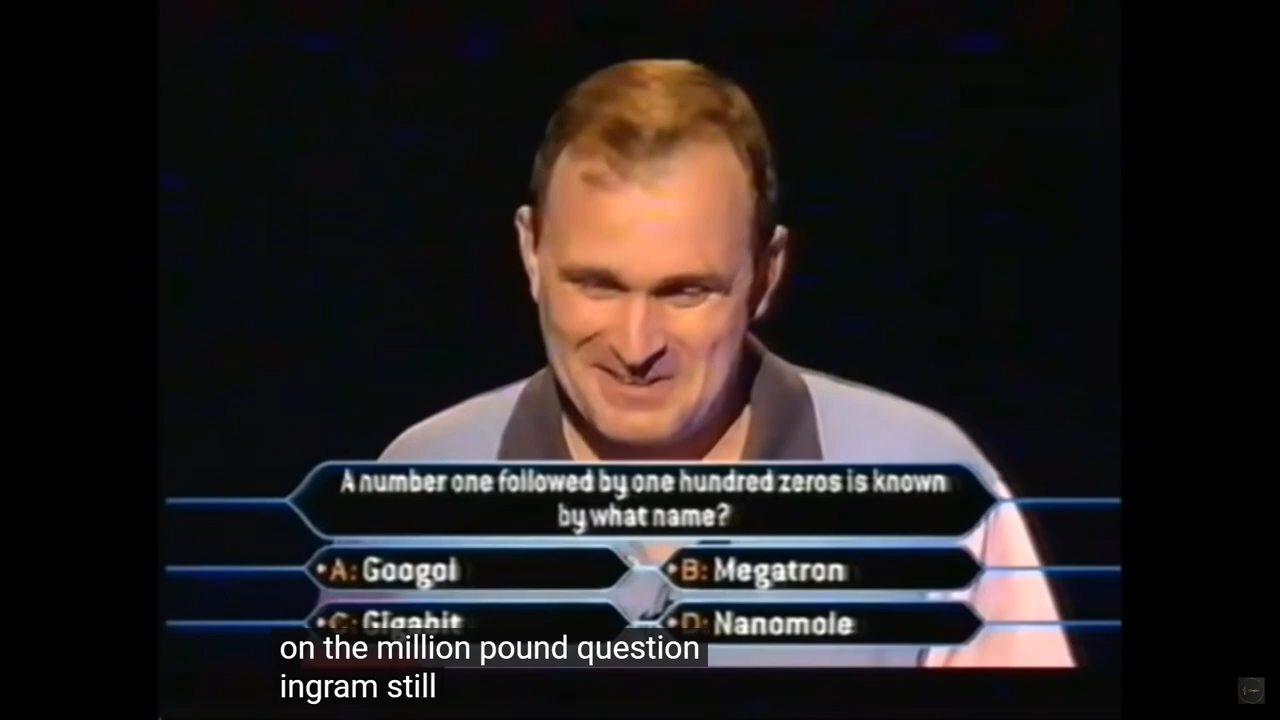 A number one followed by one hundred zeros is known
by what name?
A: Googol
B: Megatron
C: Gigabit
D: Nanomole
on the million pound question
ingram still